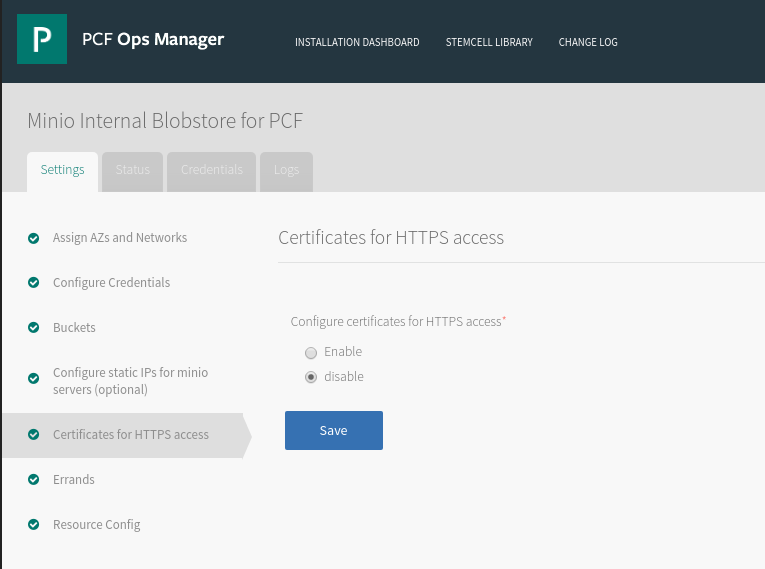 P PCF Ops Manager
INSTALLATION DASHBOARD STEMCELL LIBRARY CHANGE LOG
Minio Internal Blobstore for PCF
Settings Status Credentials Logs
Assign AZs and Networks
Configure Credentials
Buckets
Configure static IPs for minio
servers (optional)
Certificates for HTTPS access
Errands
Resource Config
Certificates for HTTPS access
Configure certificates for HTTPS access*
Enable
disable
Save